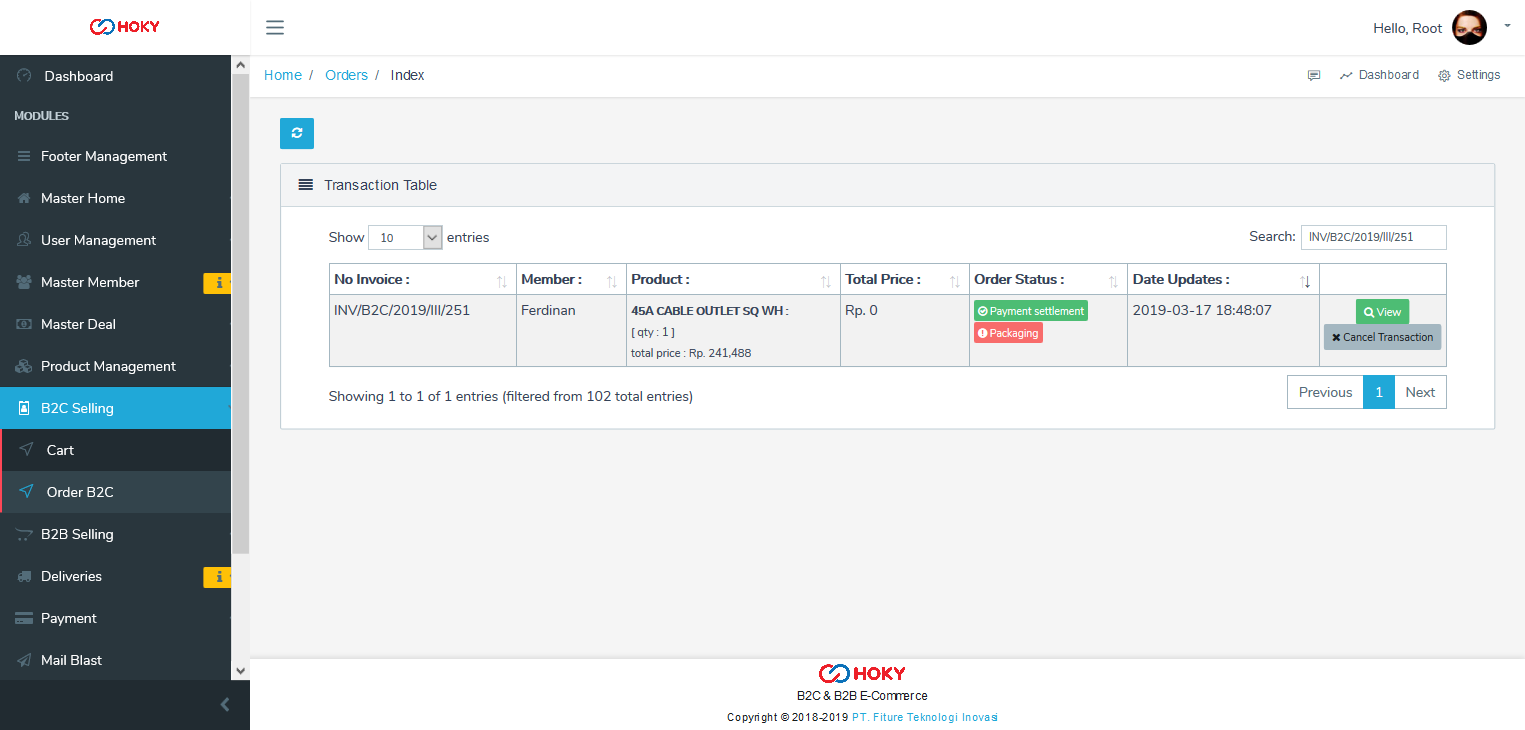 HOKY
Hello, Root
Dashboard
MODULES
Footer Management
Master Home
User Management
Master Member
Master Deal
Product Management
B2C Selling
Cart
Order B2C
B2B Selling
Deliveries
Payment
Mail Blast
Home / Orders / Index
Dashboard Settings
Transaction Table
Show 10 entries
Search: INV/B2C/2019/III/251
No Invoice : Member : Product : Total Price : Order Status : Date Updates :
INV/B2C/2019/III/251 Ferdinan 45A CABLE OUTLET SQ WH : Rp. 0 Payment settlement 2019-03-17 18:48:07 View
[ qty : 1 ] Packaging Cancel Transaction
total price : Rp. 241,488
Showing 1 to 1 of 1 entries (filtered from 102 total entries)
Previous 1 Next
HOKY
B2C & B2B E-Commerce
Copyright © 2018-2019 PT. Fiture Teknologi Inovasi